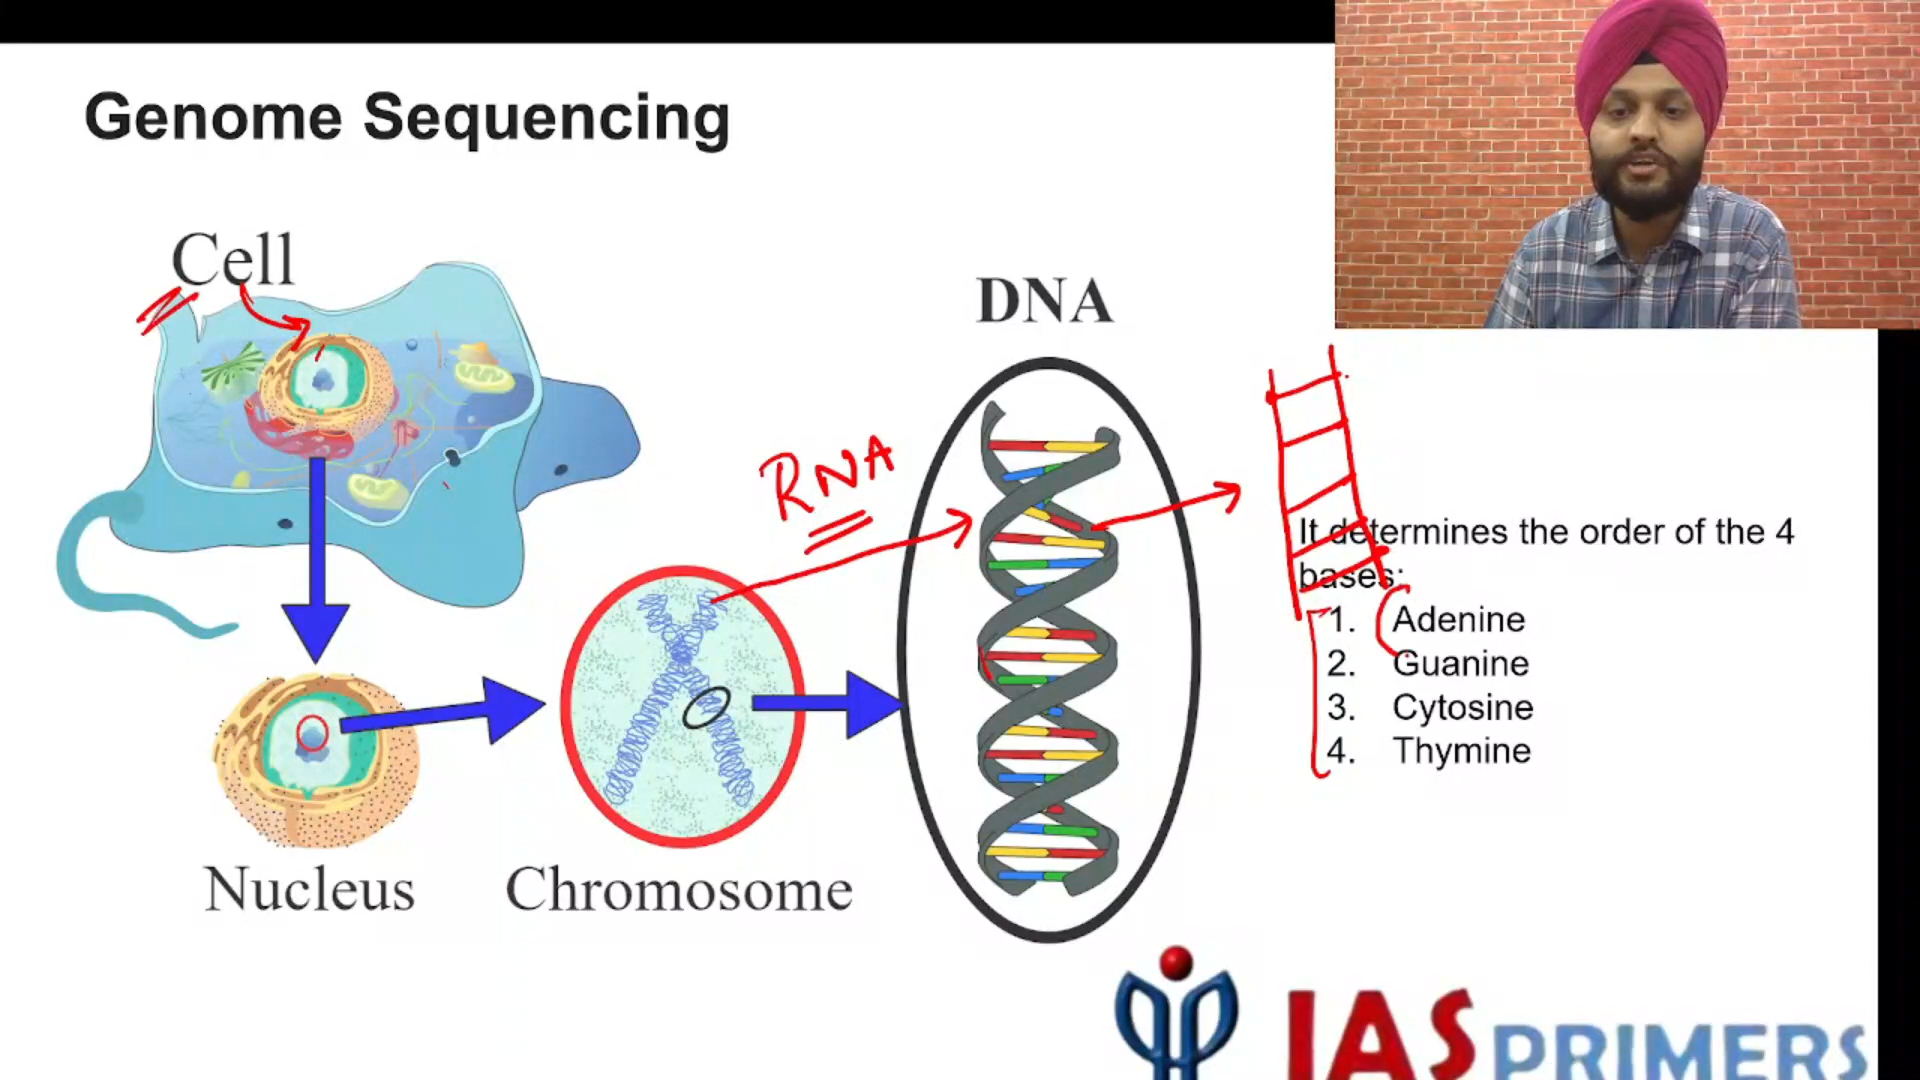 Genome Sequencing
Cell
DNA
RNA
It determines the order of the 4
bases:
1. Adenine
2. Guanine
3. Cytosine
4. Thymine
Nucleus
Chromosome
IAS PRIMERS